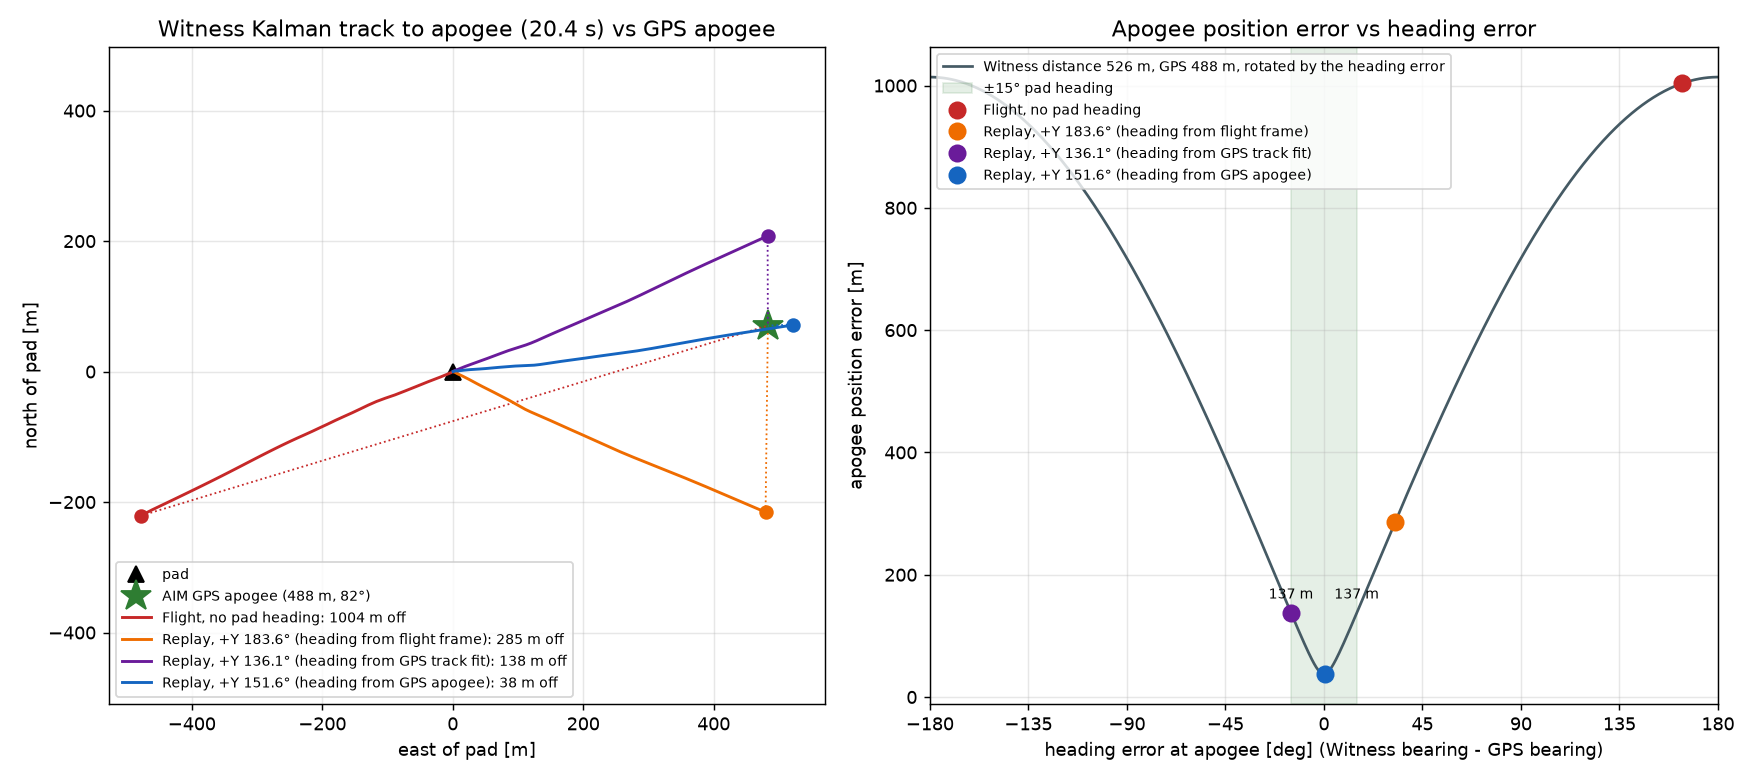 Witness Kalman track to apogee (20.4 s) vs GPS apogee
north of pad [m]
400
200
0
−200
−400
pad
AIM GPS apogee (488 m, 82°)
Flight, no pad heading: 1004 m off
Replay, +Y 183.6° (heading from flight frame): 285 m off
Replay, +Y 136.1° (heading from GPS track fit): 138 m off
Replay, +Y 151.6° (heading from GPS apogee): 38 m off
−400
−200
0
200
400
east of pad [m]
Apogee position error vs heading error
apogee position error [m]
1000
800
600
400
200
0
Witness distance 526 m, GPS 488 m, rotated by the heading error
±15° pad heading
Flight, no pad heading
Replay, +Y 183.6° (heading from flight frame)
Replay, +Y 136.1° (heading from GPS track fit)
Replay, +Y 151.6° (heading from GPS apogee)
137 m
137 m
−180
−135
−90
−45
0
45
90
135
180
heading error at apogee [deg] (Witness bearing - GPS bearing)